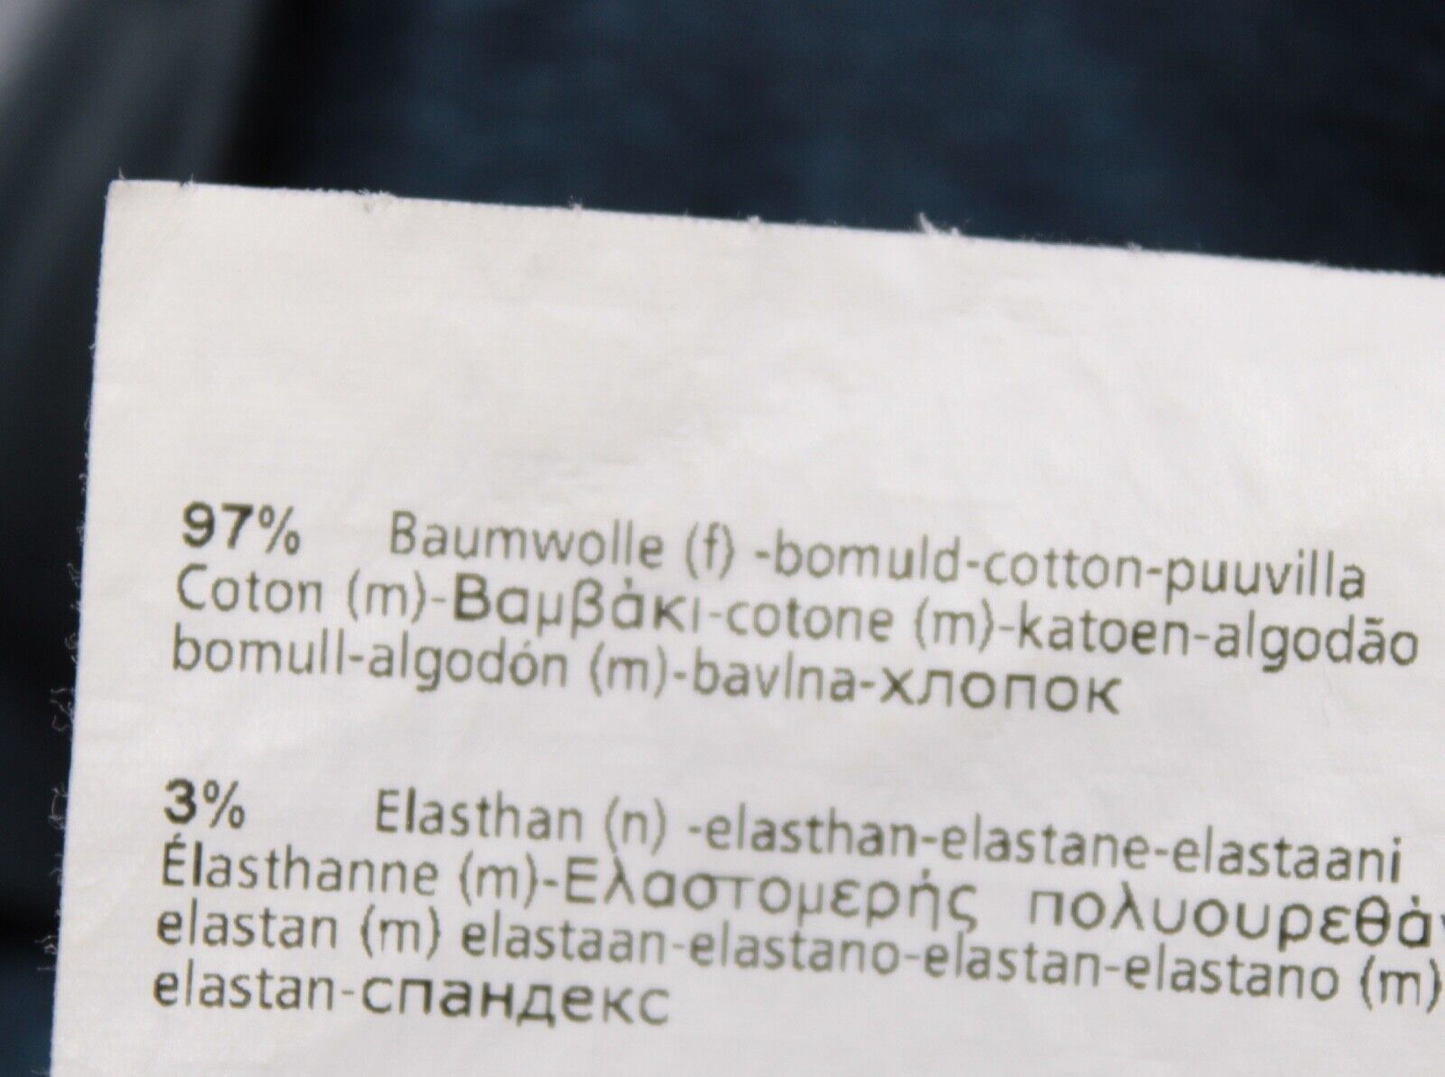 97% Baumwolle (f) -bomuld-cotton-puuvilla
Coton (m)-Βαμβάκι-cotone (m)-katoen-algodão
bomull-algodón (m)-bavlna-хлопок
3% Elasthan (n) -elasthan-elastane-elastaani
Élasthanne (m)-Ελαστομερής
elastan (m) elastaan-elastano-elastan-elastano (m)
elastan-спандекс